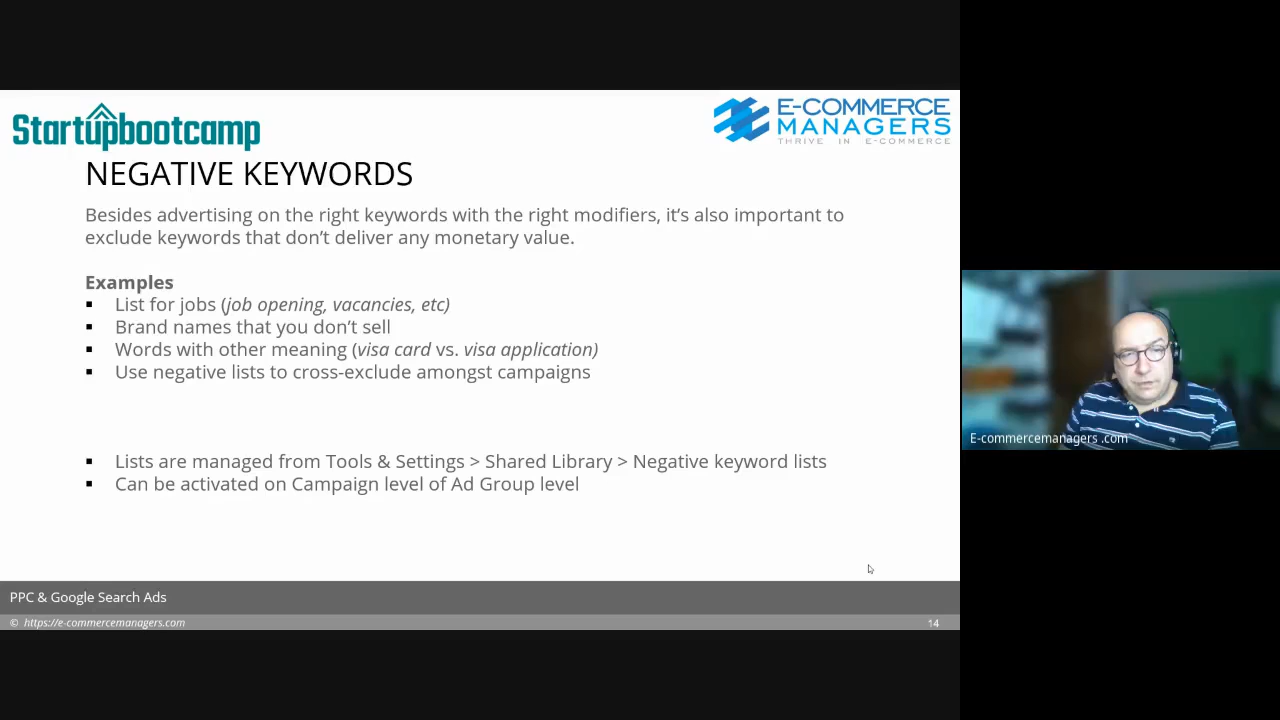 Startupbootcamp
E-COMMERCE
MANAGERS
THRIVE IN E-COMMERCE
NEGATIVE KEYWORDS
Besides advertising on the right keywords with the right modifiers, it's also important to
exclude keywords that don't deliver any monetary value.
Examples
▪ List for jobs (job opening, vacancies, etc)
▪ Brand names that you don't sell
▪ Words with other meaning (visa card vs. visa application)
▪ Use negative lists to cross-exclude amongst campaigns
▪ Lists are managed from Tools & Settings > Shared Library > Negative keyword lists
▪ Can be activated on Campaign level of Ad Group level
E-commercemanagers .com
PPC & Google Search Ads
© https://e-commercemanagers.com
14